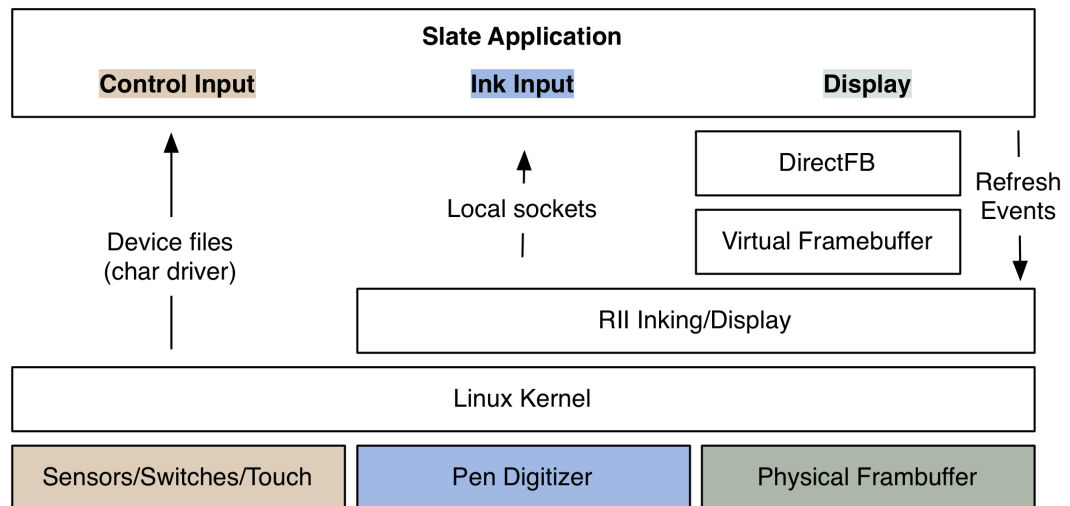 Slate Application
Control Input
Ink Input
Display
DirectFB
Refresh
Events
Local sockets
Virtual Framebuffer
Device files
(char driver)
RII Inking/Display
Linux Kernel
Sensors/Switches/Touch
Pen Digitizer
Physical Frambuffer